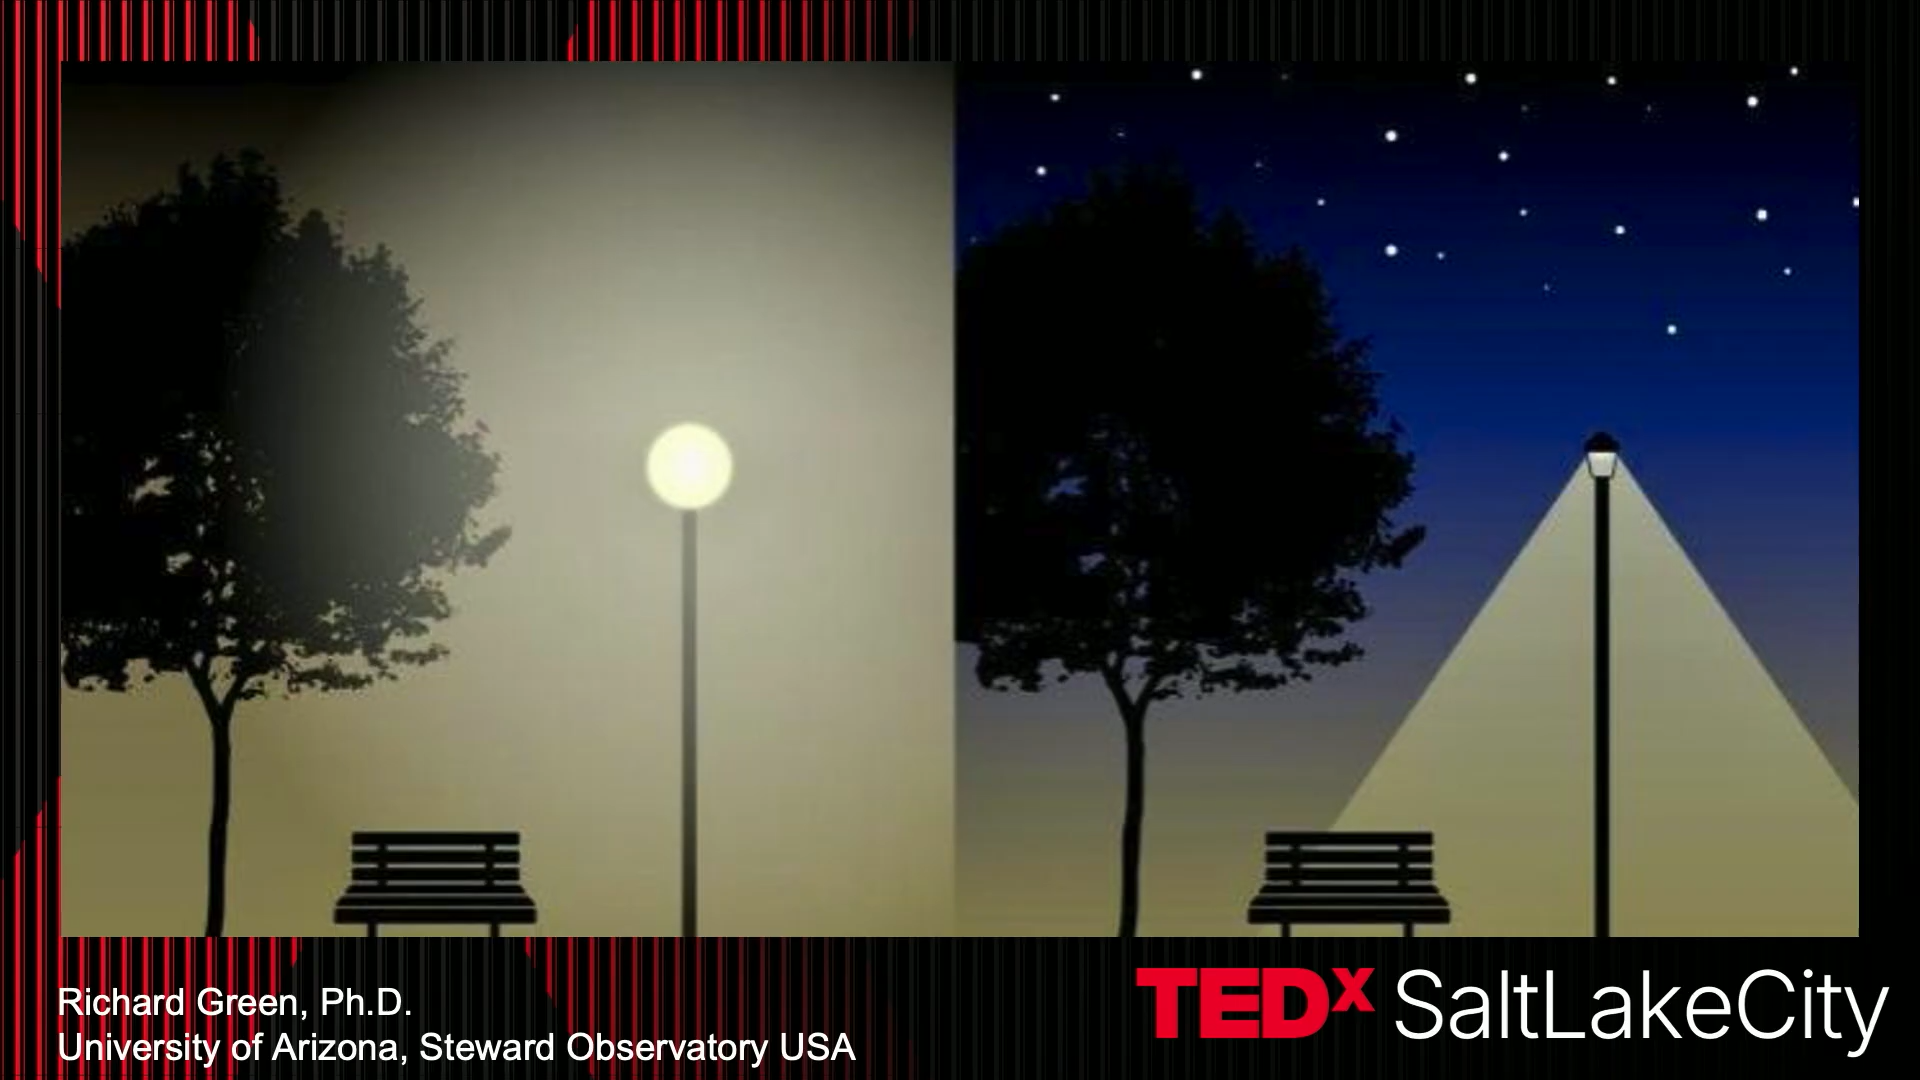 Richard Green, Ph.D.
University of Arizona, Steward Observatory USA
TEDx SaltLakeCity